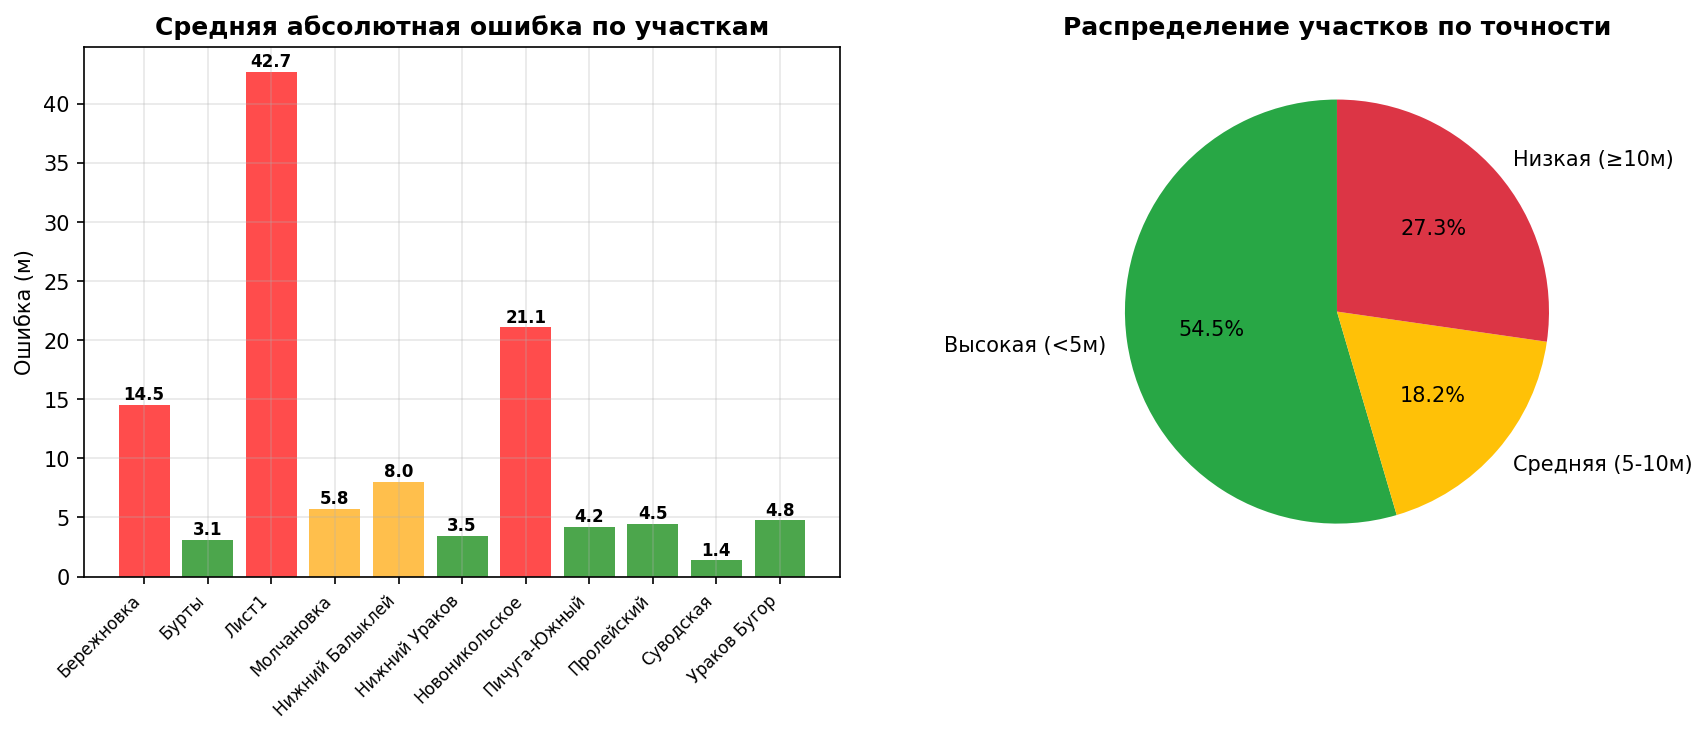 Средняя абсолютная ошибка по участкам
Ошибка (м)
40
35
30
25
20
15
10
5
0
14.5
3.1
42.7
5.8
8.0
3.5
21.1
4.2
4.5
1.4
4.8
Бережновка
Бурты
Лист1
Молчановка
Нижний Балыклей
Нижний Ураков
Новоникольское
Пичуга-Южный
Пролейский
Суводская
Ураков Бугор
Распределение участков по точности
Низкая (≥10м)
27.3%
54.5%
Высокая (<5м)
18.2%
Средняя (5-10м)